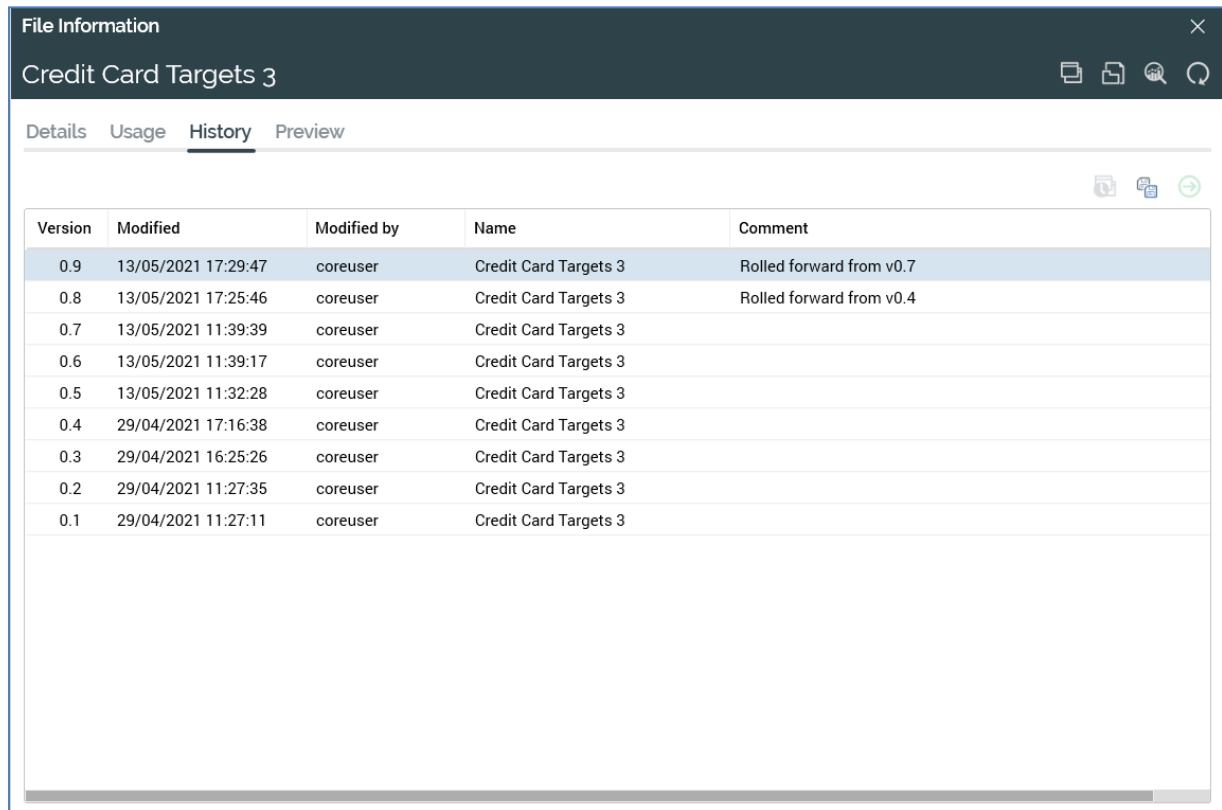 File Information
Credit Card Targets 3
Details Usage History Preview
Version Modified Modified by Name Comment
0.9 13/05/2021 17:29:47 coreuser Credit Card Targets 3 Rolled forward from v0.7
0.8 13/05/2021 17:25:46 coreuser Credit Card Targets 3 Rolled forward from v0.4
0.7 13/05/2021 11:39:39 coreuser Credit Card Targets 3
0.6 13/05/2021 11:39:17 coreuser Credit Card Targets 3
0.5 13/05/2021 11:32:28 coreuser Credit Card Targets 3
0.4 29/04/2021 17:16:38 coreuser Credit Card Targets 3
0.3 29/04/2021 16:25:26 coreuser Credit Card Targets 3
0.2 29/04/2021 11:27:35 coreuser Credit Card Targets 3
0.1 29/04/2021 11:27:11 coreuser Credit Card Targets 3